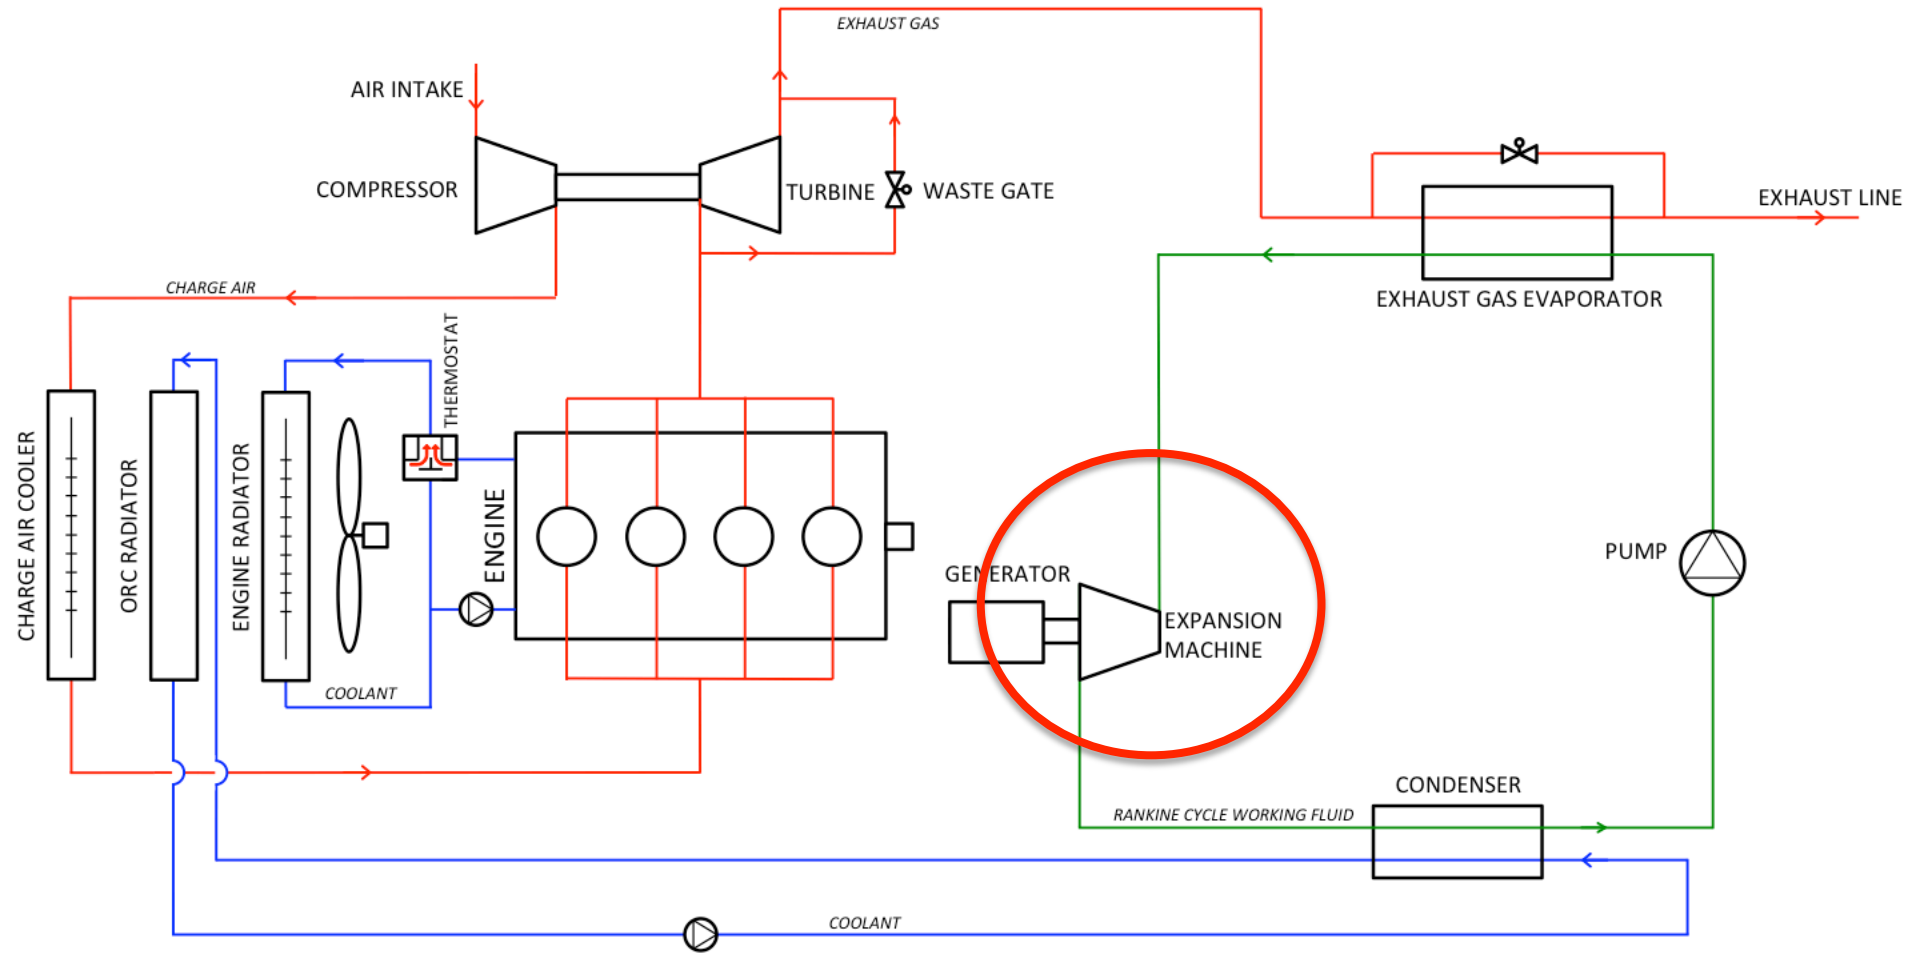 EXHAUST GAS
AIR INTAKE
COMPRESSOR
TURBINE
WASTE GATE
EXHAUST LINE
CHARGE AIR
EXHAUST GAS EVAPORATOR
THERMOSTAT
CHARGE AIR COOLER
ORC RADIATOR
ENGINE RADIATOR
ENGINE
COOLANT
GENERATOR
EXPANSION
MACHINE
PUMP
CONDENSER
RANKINE CYCLE WORKING FLUID
COOLANT